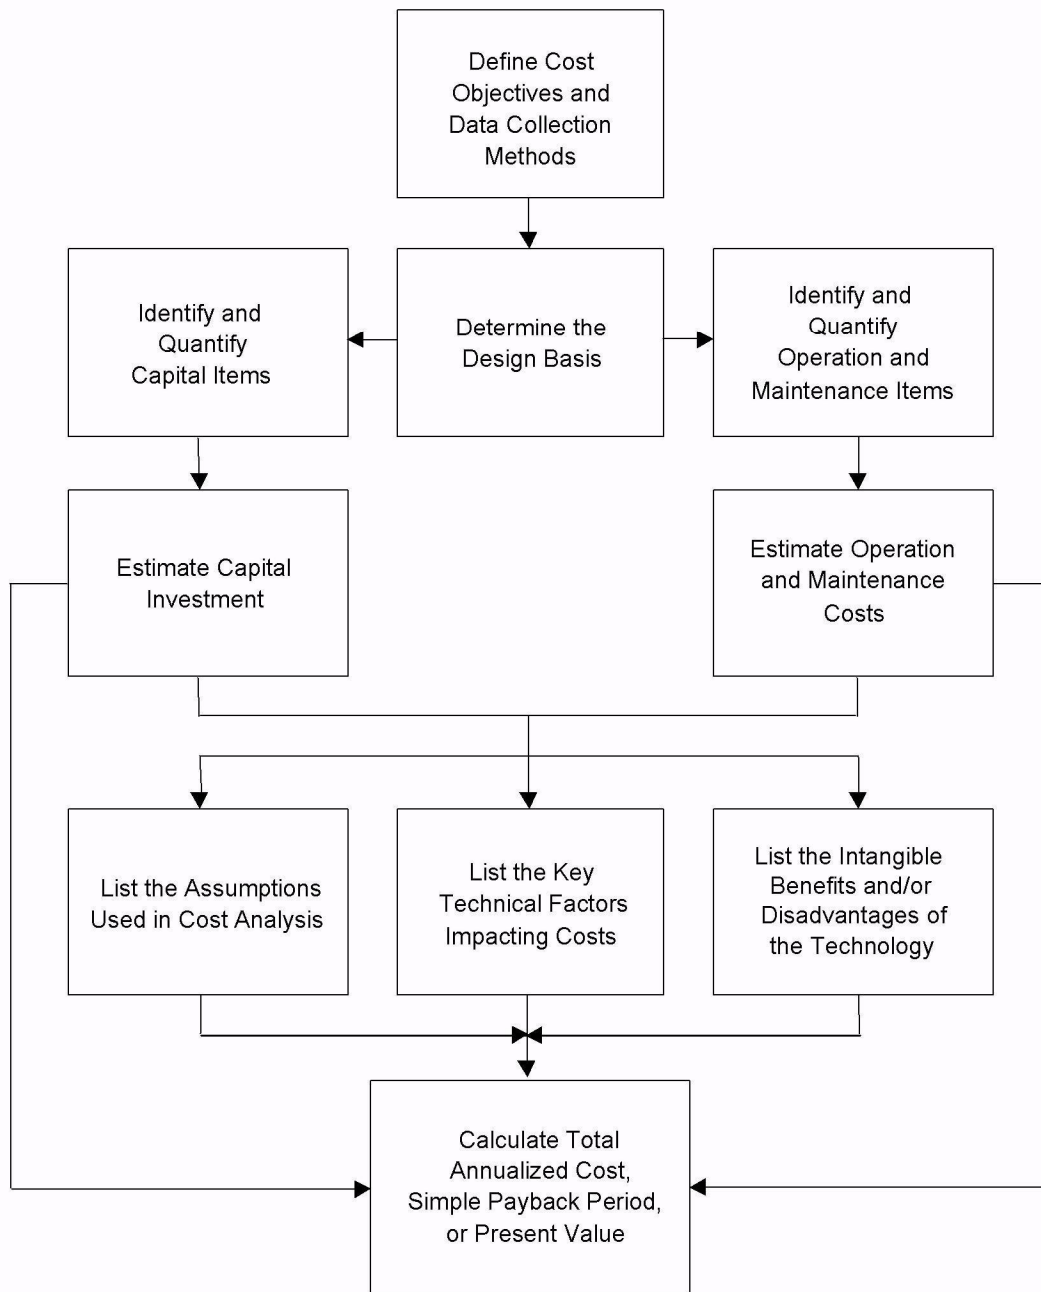 Define Cost
Objectives and
Data Collection
Methods
Identify and
Quantify
Capital Items
Determine the
Design Basis
Identify and
Quantify
Operation and
Maintenance Items
Estimate Capital
Investment
Estimate Operation
and Maintenance
Costs
List the Assumptions
Used in Cost Analysis
List the Key
Technical Factors
Impacting Costs
List the Intangible
Benefits and/or
Disadvantages of
the Technology
Calculate Total
Annualized Cost,
Simple Payback Period,
or Present Value